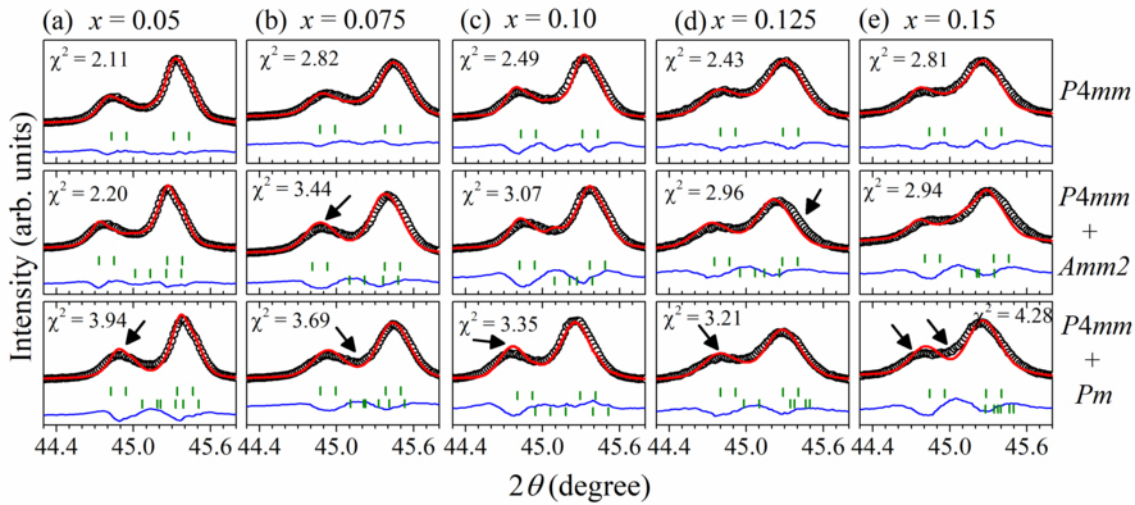 (a) x = 0.05 (b) x = 0.075 (c) x = 0.10 (d) x = 0.125 (e) x = 0.15
χ² = 2.11 χ² = 2.82 χ² = 2.49 χ² = 2.43 χ² = 2.81 P4mm
χ² = 2.20 χ² = 3.44 χ² = 3.07 χ² = 2.96 χ² = 2.94 P4mm
+
Amm2
χ² = 3.94 χ² = 3.69 χ² = 3.35 χ² = 3.21 χ² = 4.28 P4mm
+
Pm
Intensity (arb. units)
44.4 45.0 45.6 44.4 45.0 45.6 44.4 45.0 45.6 44.4 45.0 45.6 44.4 45.0 45.6
2θ (degree)